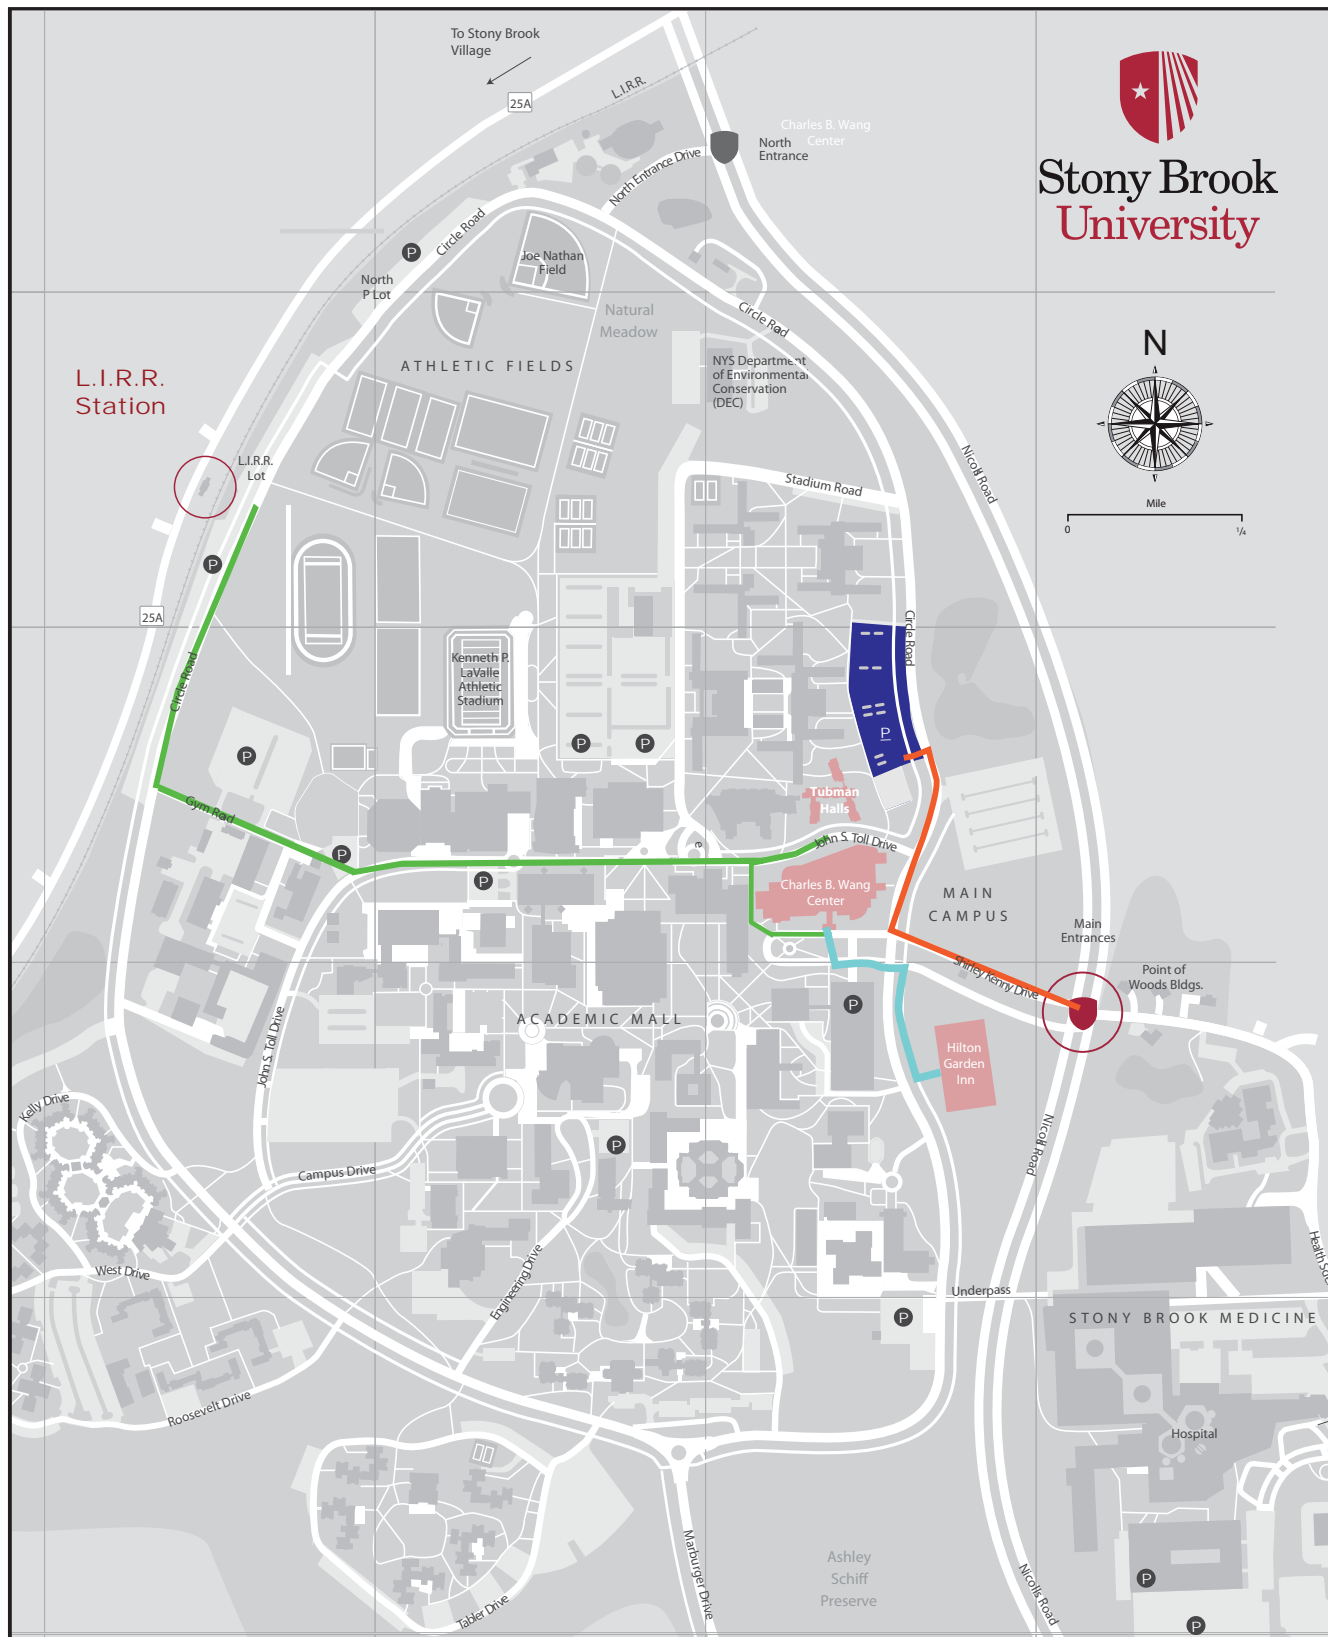 To Stony Brook
Village
25A
L.I.R.R.
Charles B. Wang
Center
North
Entrance
North Entrance Drive
Stony Brook
University
Circle Road
P
Joe Nathan
Field
North
P Lot
Natural
Meadow
Circle Road
N
ATHLETIC FIELDS
NYS Department
of Environmental
Conservation
(DEC)
L.I.R.R.
Station
L.I.R.R.
Lot
Nicoll Road
Stadium Road
Mile
0
1/4
P
25A
Circle Road
Circle Road
Kenneth P.
LaValle
Athletic
Stadium
P
P
P
P
Tubman
Halls
Gym Road
John S. Toll Drive
e
P
P
Charles B. Wang
Center
MAIN
CAMPUS
Main
Entrances
Shirley Kenny Drive
Point of
Woods Bldgs.
P
ACADEMIC MALL
John S. Toll Drive
Hilton
Garden
Inn
Kelly Drive
Nicoll Road
P
Campus Drive
West Drive
Engineering Drive
Underpass
P
STONY BROOK MEDICINE
Roosevelt Drive
Hospital
Marburger Drive
Ashley
Schiff
Preserve
Nicolls Road
P
Tabler Drive
P